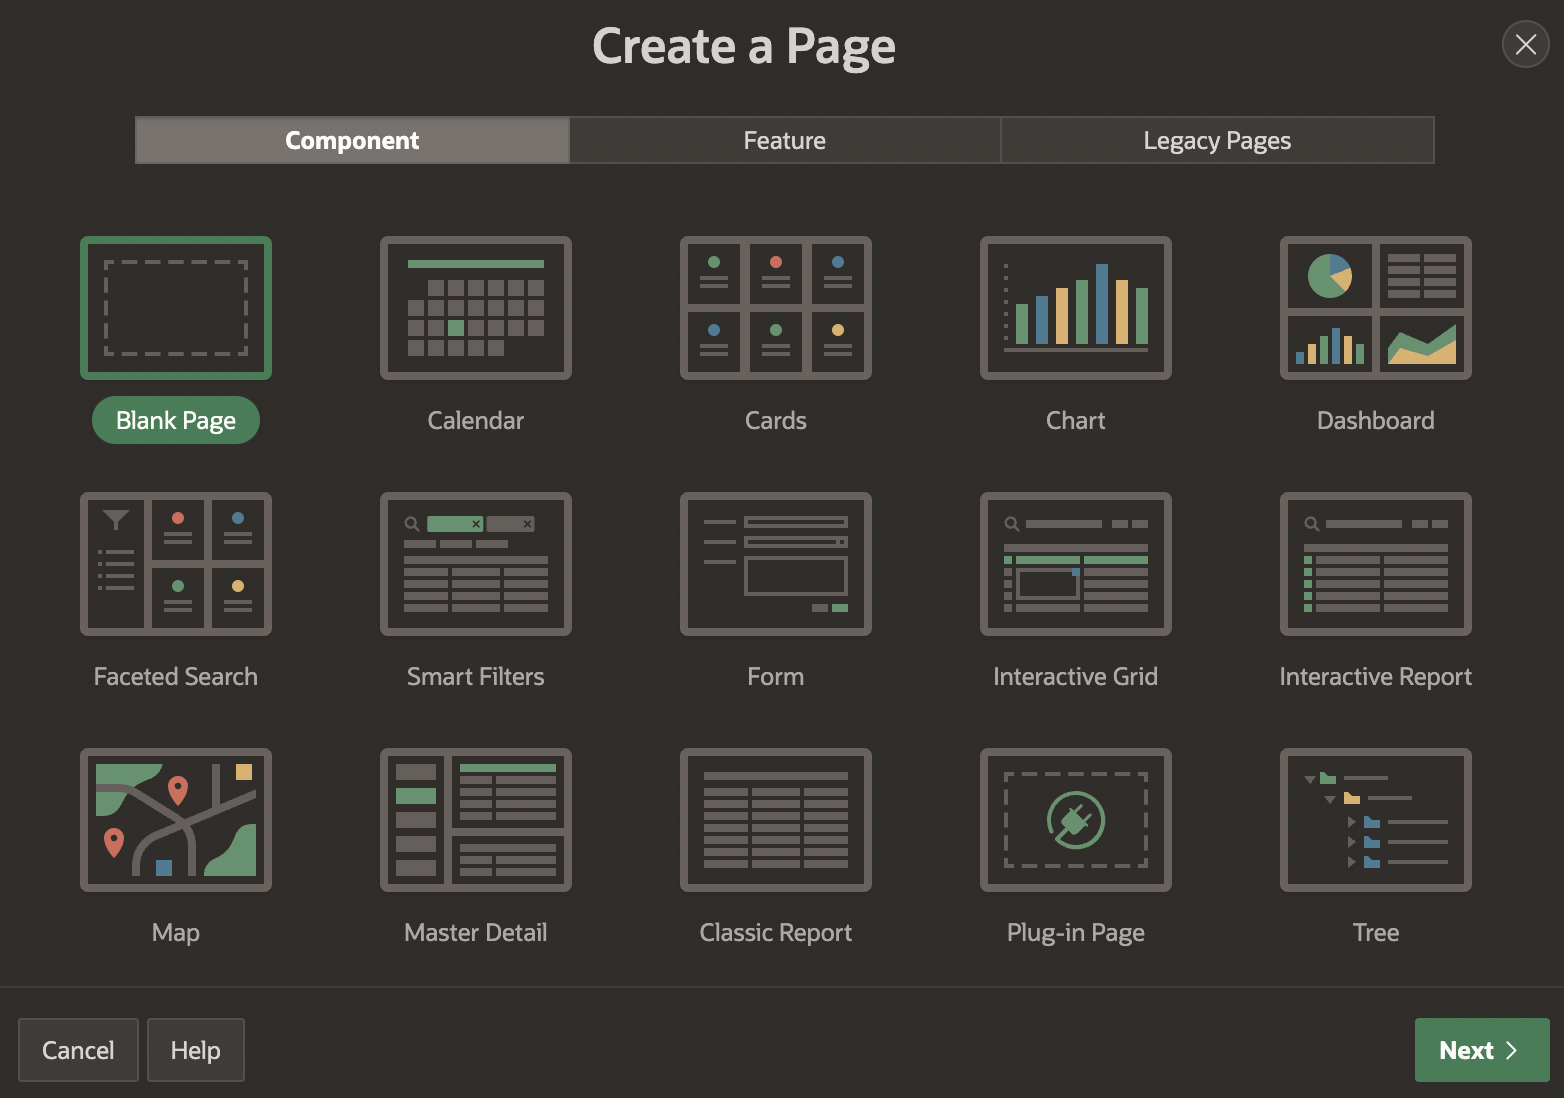 Create a Page
Component
Feature
Legacy Pages
Blank Page
Calendar
Cards
Chart
Dashboard
Faceted Search
Smart Filters
Form
Interactive Grid
Interactive Report
Map
Master Detail
Classic Report
Plug-in Page
Tree
Cancel
Help
Next